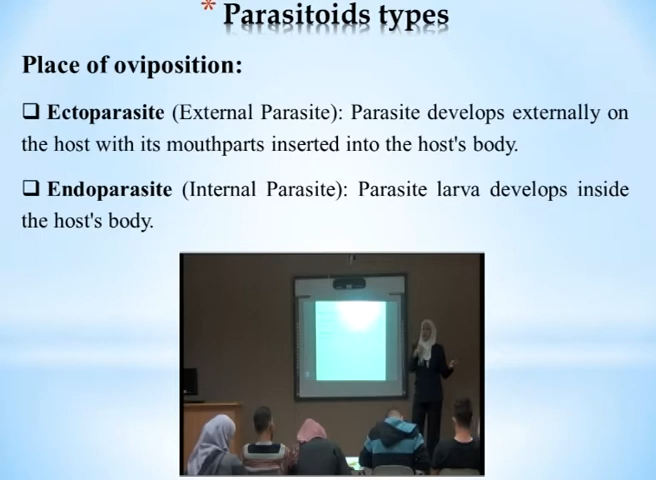 * Parasitoids types
Place of oviposition:
❑ Ectoparasite (External Parasite): Parasite develops externally on
the host with its mouthparts inserted into the host's body.
❑ Endoparasite (Internal Parasite): Parasite larva develops inside
the host's body.